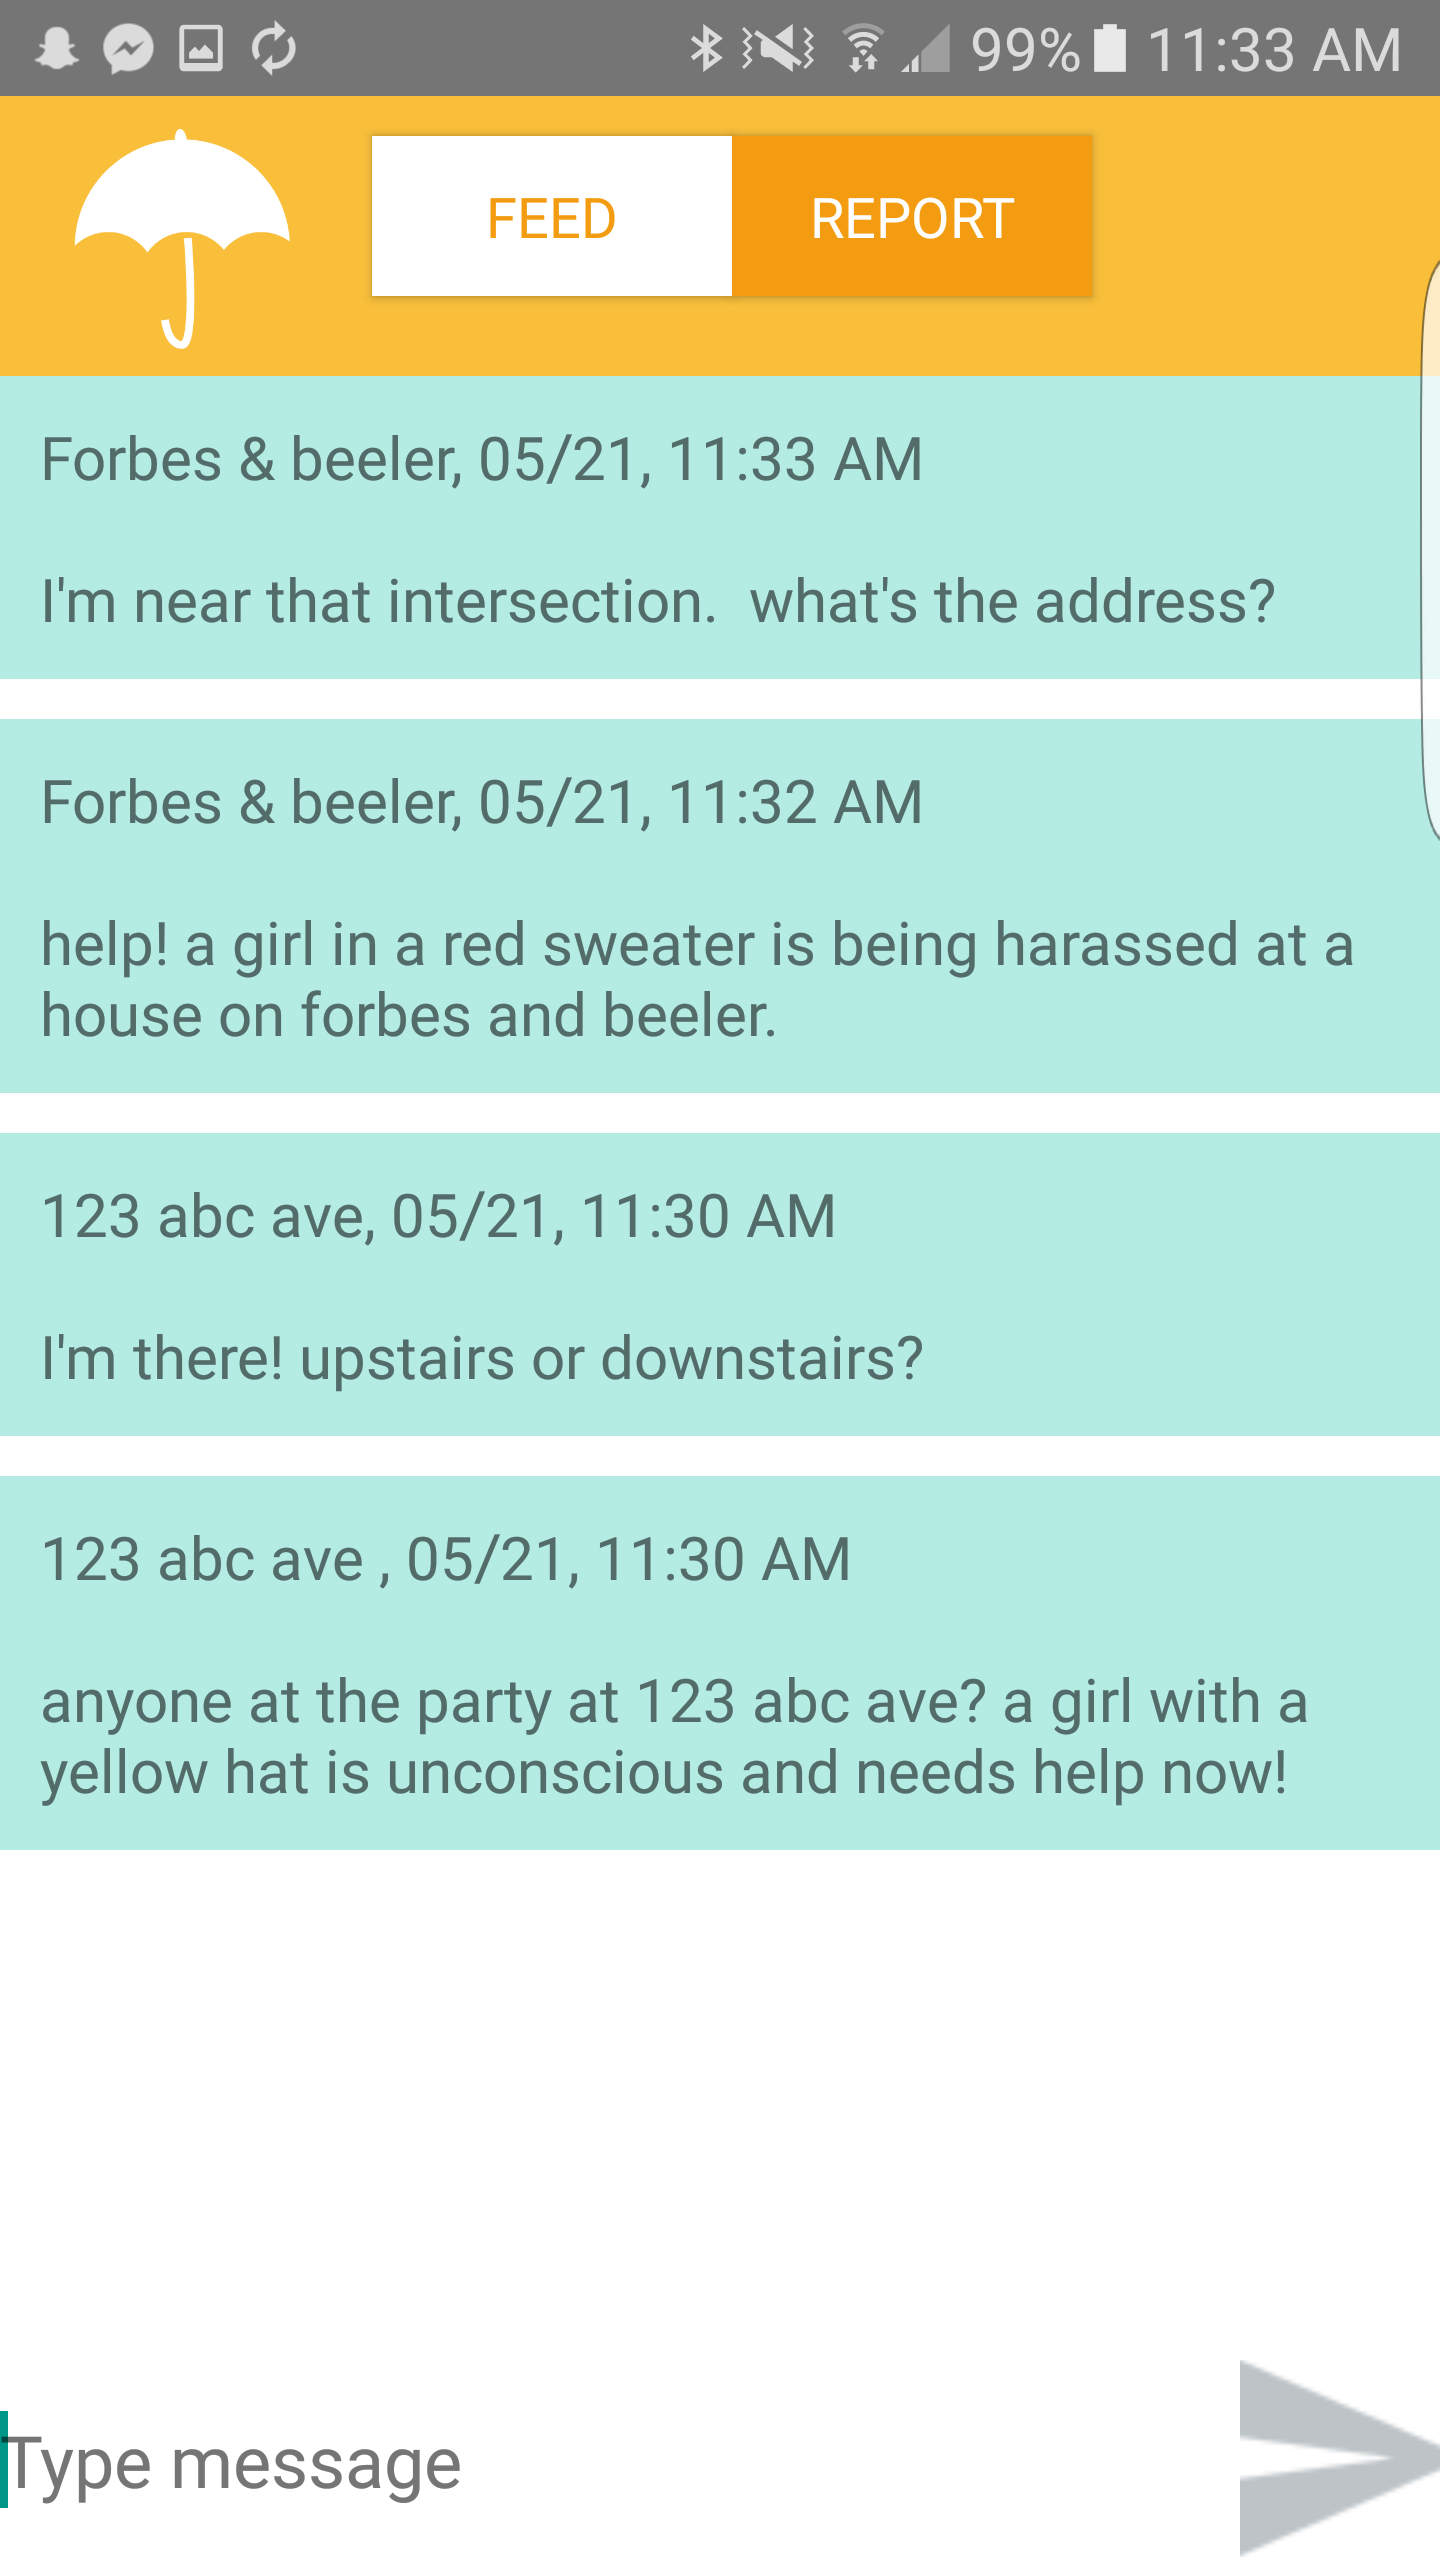 99% 11:33 AM
FEED REPORT
Forbes & beeler, 05/21, 11:33 AM
I'm near that intersection.  what's the address?
Forbes & beeler, 05/21, 11:32 AM
help! a girl in a red sweater is being harassed at a
house on forbes and beeler.
123 abc ave, 05/21, 11:30 AM
I'm there! upstairs or downstairs?
123 abc ave , 05/21, 11:30 AM
anyone at the party at 123 abc ave? a girl with a
yellow hat is unconscious and needs help now!
Type message